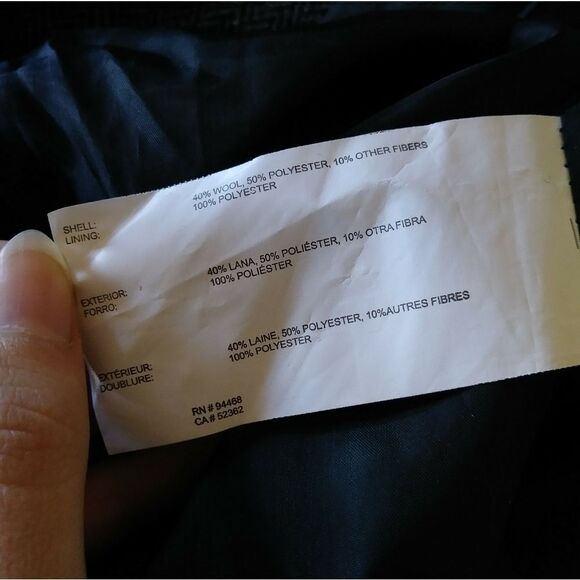 SHELL: 40% WOOL, 50% POLYESTER, 10% OTHER FIBERS
LINING: 100% POLYESTER
EXTERIOR: 40% LANA, 50% POLIÉSTER, 10% OTRA FIBRA
FORRO: 100% POLIÉSTER
EXTÉRIEUR: 40% LAINE, 50% POLYESTER, 10%AUTRES FIBRES
DOUBLURE: 100% POLYESTER
RN # 94468
CA # 52362